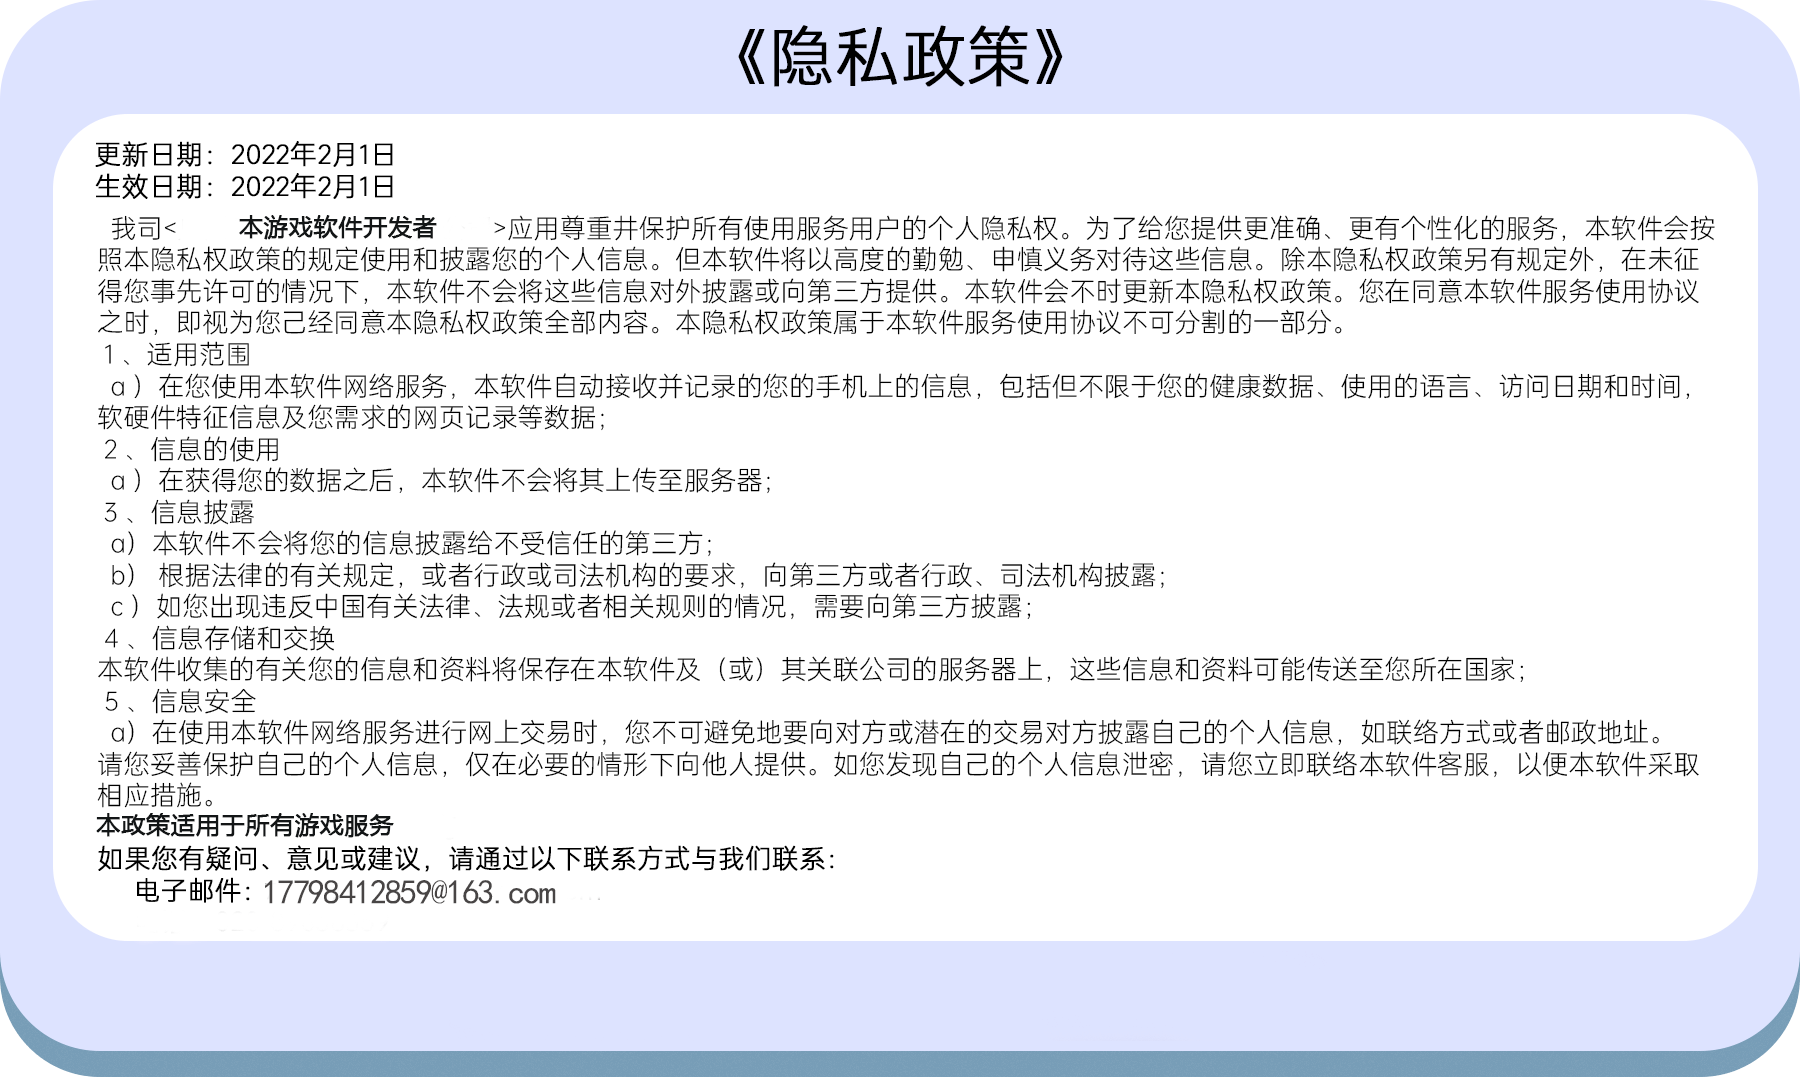 《隐私政策》
更新日期：2022年2月1日
生效日期：2022年2月1日
我司< 本游戏软件开发者 >应用尊重井保护所有使用服务用户的个人隐私权。为了给您提供更准确、更有个性化的服务，本软件会按
照本隐私权政策的规定使用和披露您的个人信息。但本软件将以高度的勤勉、申慎义务对待这些信息。除本隐私权政策另有规定外，在未征
得您事先许可的情况下，本软件不会将这些信息对外披露或向第三方提供。本软件会不时更新本隐私权政策。您在同意本软件服务使用协议
之时，即视为您己经同意本隐私权政策全部内容。本隐私权政策属于本软件服务使用协议不可分割的一部分。
1、适用范围
a）在您使用本软件网络服务，本软件自动接收并记录的您的手机上的信息，包括但不限于您的健康数据、使用的语言、访问日期和时间，
软硬件特征信息及您需求的网页记录等数据；
2、信息的使用
a）在获得您的数据之后，本软件不会将其上传至服务器；
3、信息披露
a）本软件不会将您的信息披露给不受信任的第三方；
b） 根据法律的有关规定，或者行政或司法机构的要求，向第三方或者行政、司法机构披露；
c）如您出现违反中国有关法律、法规或者相关规则的情况，需要向第三方披露；
4、信息存储和交换
本软件收集的有关您的信息和资料将保存在本软件及（或）其关联公司的服务器上，这些信息和资料可能传送至您所在国家；
5、信息安全
a）在使用本软件网络服务进行网上交易时，您不可避免地要向对方或潜在的交易对方披露自己的个人信息，如联络方式或者邮政地址。
请您妥善保护自己的个人信息，仅在必要的情形下向他人提供。如您发现自己的个人信息泄密，请您立即联络本软件客服，以便本软件采取
相应措施。
本政策适用于所有游戏服务
如果您有疑问、意见或建议，请通过以下联系方式与我们联系：
电子邮件：17798412859@163.com